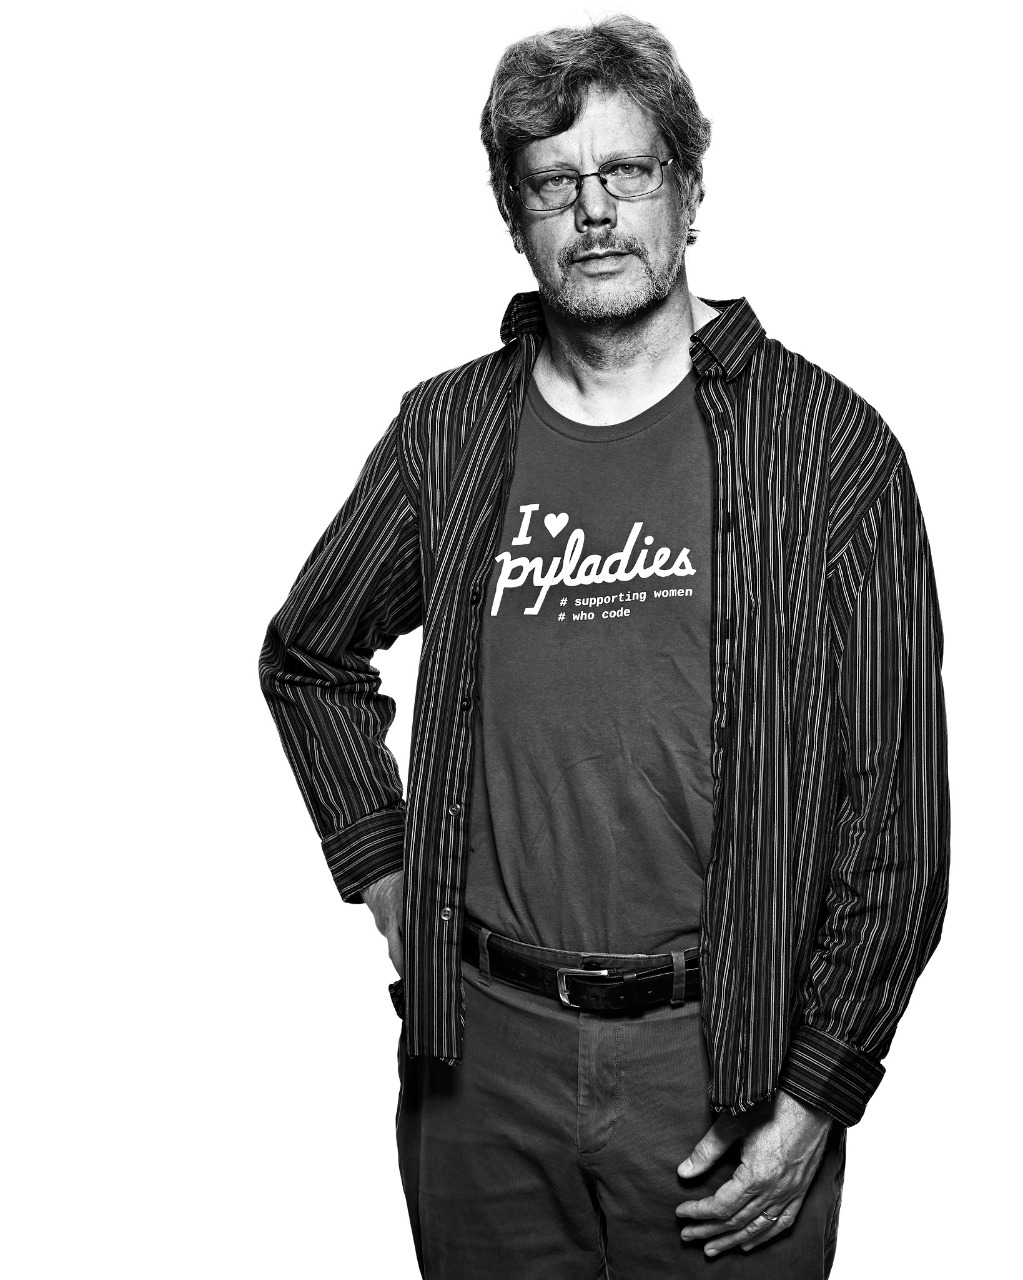 I ♥
pyladies
# supporting women
# who code